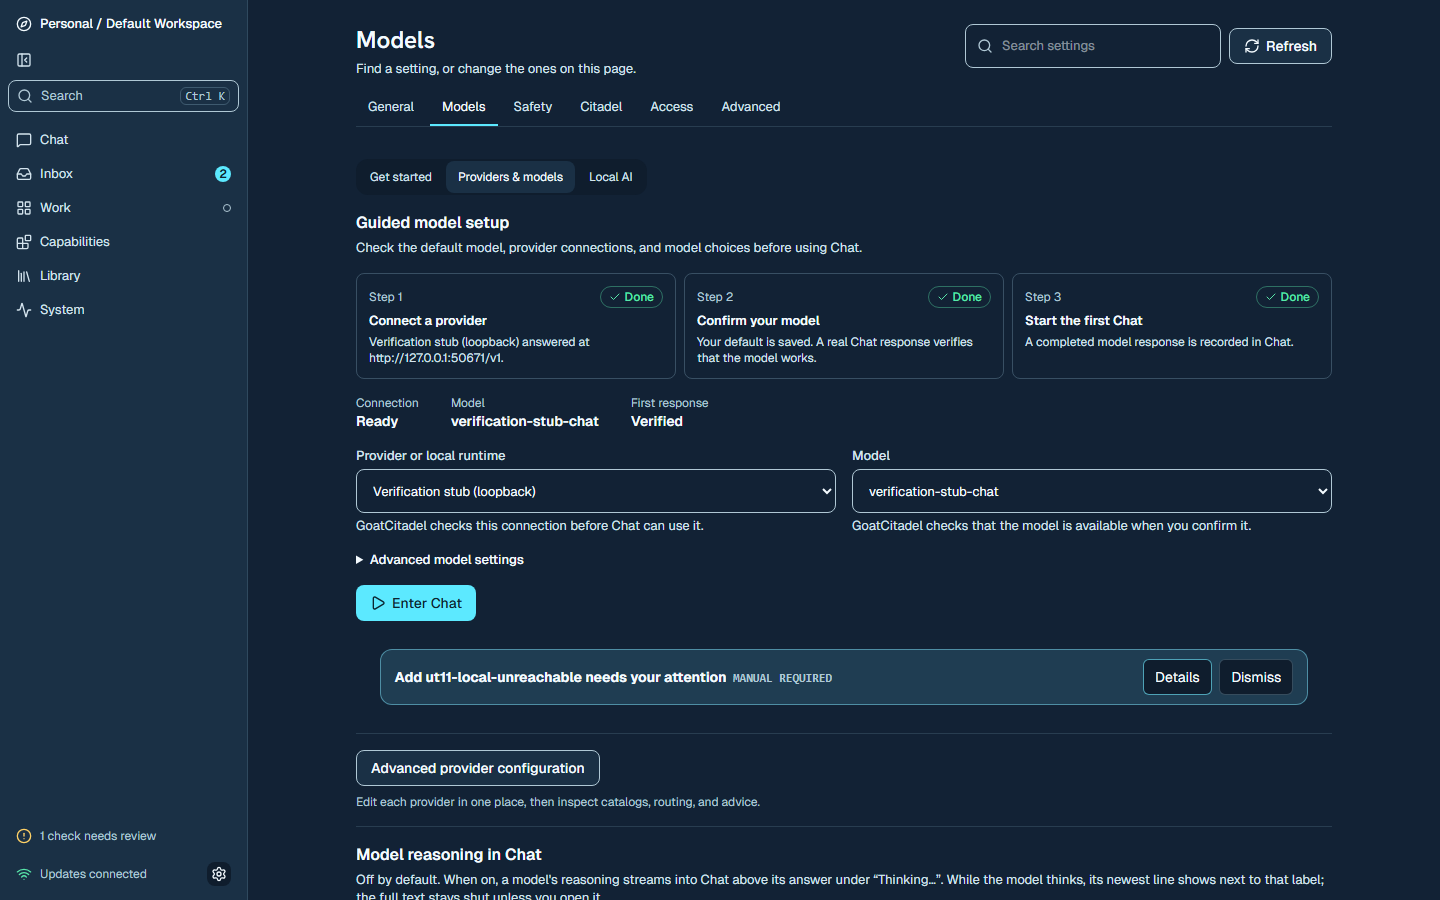 Personal / Default Workspace
Search
Ctrl K
Chat
Inbox
2
Work
Capabilities
Library
System
1 check needs review
Updates connected
Models
Find a setting, or change the ones on this page.
Search settings
Refresh
General
Models
Safety
Citadel
Access
Advanced
Get started
Providers & models
Local AI
Guided model setup
Check the default model, provider connections, and model choices before using Chat.
Step 1
Done
Connect a provider
Verification stub (loopback) answered at
http://127.0.0.1:50671/v1.
Step 2
Done
Confirm your model
Your default is saved. A real Chat response verifies
that the model works.
Step 3
Done
Start the first Chat
A completed model response is recorded in Chat.
Connection
Ready
Model
verification-stub-chat
First response
Verified
Provider or local runtime
Verification stub (loopback)
GoatCitadel checks this connection before Chat can use it.
Model
verification-stub-chat
GoatCitadel checks that the model is available when you confirm it.
Advanced model settings
Enter Chat
Add ut11-local-unreachable needs your attention MANUAL REQUIRED
Details
Dismiss
Advanced provider configuration
Edit each provider in one place, then inspect catalogs, routing, and advice.
Model reasoning in Chat
Off by default. When on, a model's reasoning streams into Chat above its answer under “Thinking…”. While the model thinks, its newest line shows next to that label;
the full text stays shut unless you open it.